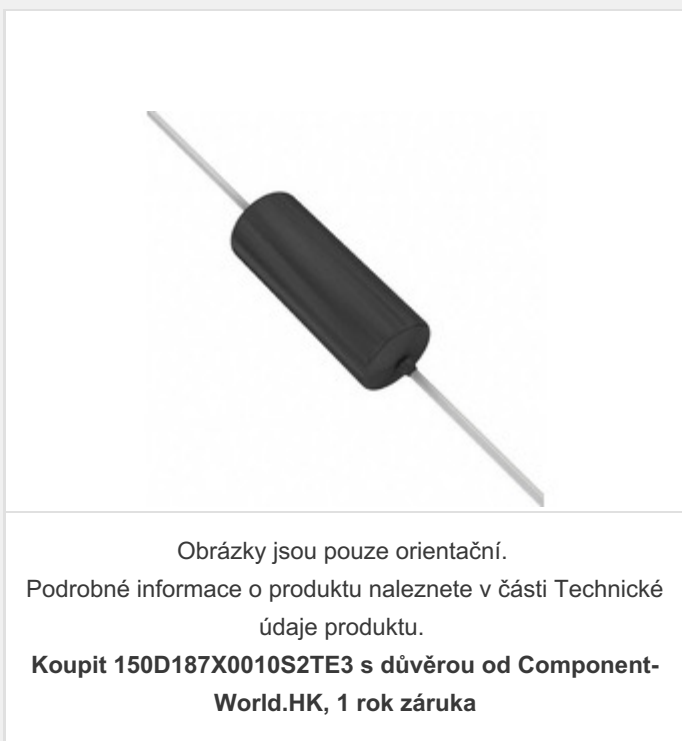 Obrázky jsou pouze orientační.
Podrobné informace o produktu naleznete v části Technické
údaje produktu.
Koupit 150D187X0010S2TE3 s důvěrou od Component-
World.HK, 1 rok záruka